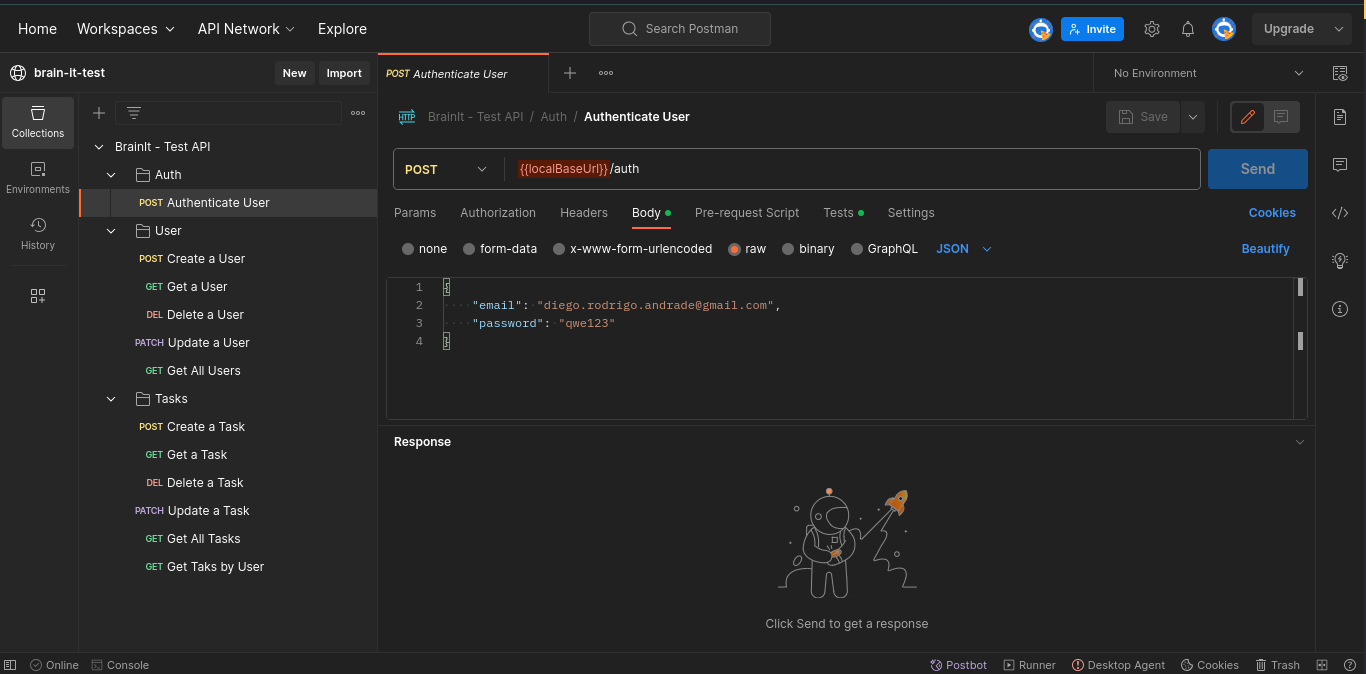 Home Workspaces API Network Explore Search Postman Invite Upgrade
brain-it-test New Import POST Authenticate User No Environment
Collections
Environments
History
BrainIt - Test API
Auth
POST Authenticate User
User
POST Create a User
GET Get a User
DEL Delete a User
PATCH Update a User
GET Get All Users
Tasks
POST Create a Task
GET Get a Task
DEL Delete a Task
PATCH Update a Task
GET Get All Tasks
GET Get Taks by User
HTTP BrainIt - Test API / Auth / Authenticate User Save
POST {{localBaseUrl}}/auth Send
Params Authorization Headers Body Pre-request Script Tests Settings Cookies
none form-data x-www-form-urlencoded raw binary GraphQL JSON Beautify
1 {
2 "email": "diego.rodrigo.andrade@gmail.com",
3 "password": "qwe123"
4 }
Response
Click Send to get a response
Online Console Postbot Runner Desktop Agent Cookies Trash